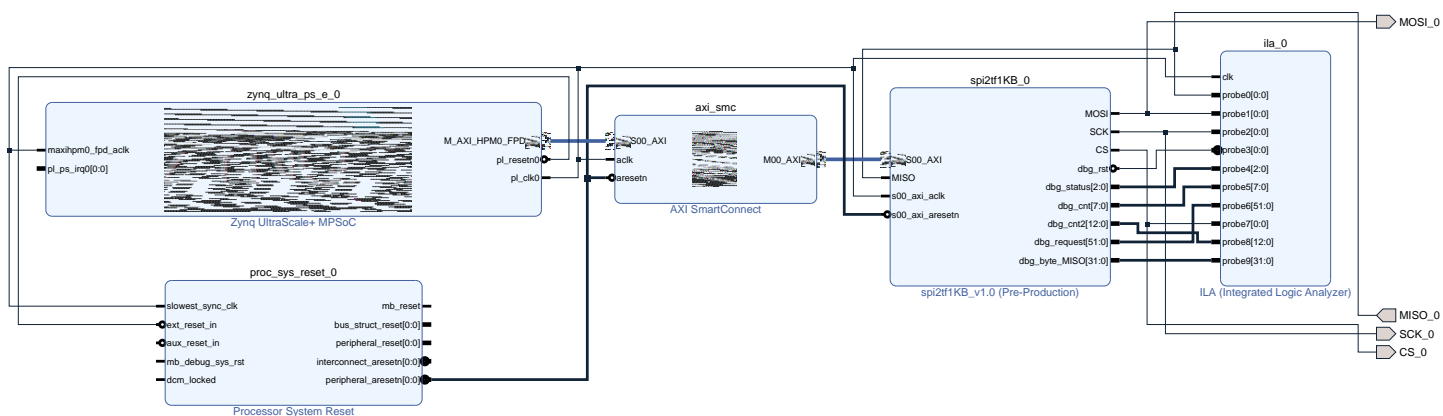 MOSI_0
zynq_ultra_ps_e_0
maxihpm0_fpd_aclk
pl_ps_irq0[0:0]
M_AXI_HPM0_FPD
pl_resetn0
pl_clk0
Zynq UltraScale+ MPSoC
axi_smc
S00_AXI
aclk
aresetn
M00_AXI
AXI SmartConnect
spi2tf1KB_0
S00_AXI
MISO
s00_axi_aclk
s00_axi_aresetn
MOSI
SCK
CS
dbg_rst
dbg_status[2:0]
dbg_cnt[7:0]
dbg_cnt2[12:0]
dbg_request[51:0]
dbg_byte_MISO[31:0]
spi2tf1KB_v1.0 (Pre-Production)
ila_0
clk
probe0[0:0]
probe1[0:0]
probe2[0:0]
probe3[0:0]
probe4[2:0]
probe5[7:0]
probe6[51:0]
probe7[0:0]
probe8[12:0]
probe9[31:0]
ILA (Integrated Logic Analyzer)
proc_sys_reset_0
slowest_sync_clk
ext_reset_in
aux_reset_in
mb_debug_sys_rst
dcm_locked
mb_reset
bus_struct_reset[0:0]
peripheral_reset[0:0]
interconnect_aresetn[0:0]
peripheral_aresetn[0:0]
Processor System Reset
MISO_0
SCK_0
CS_0